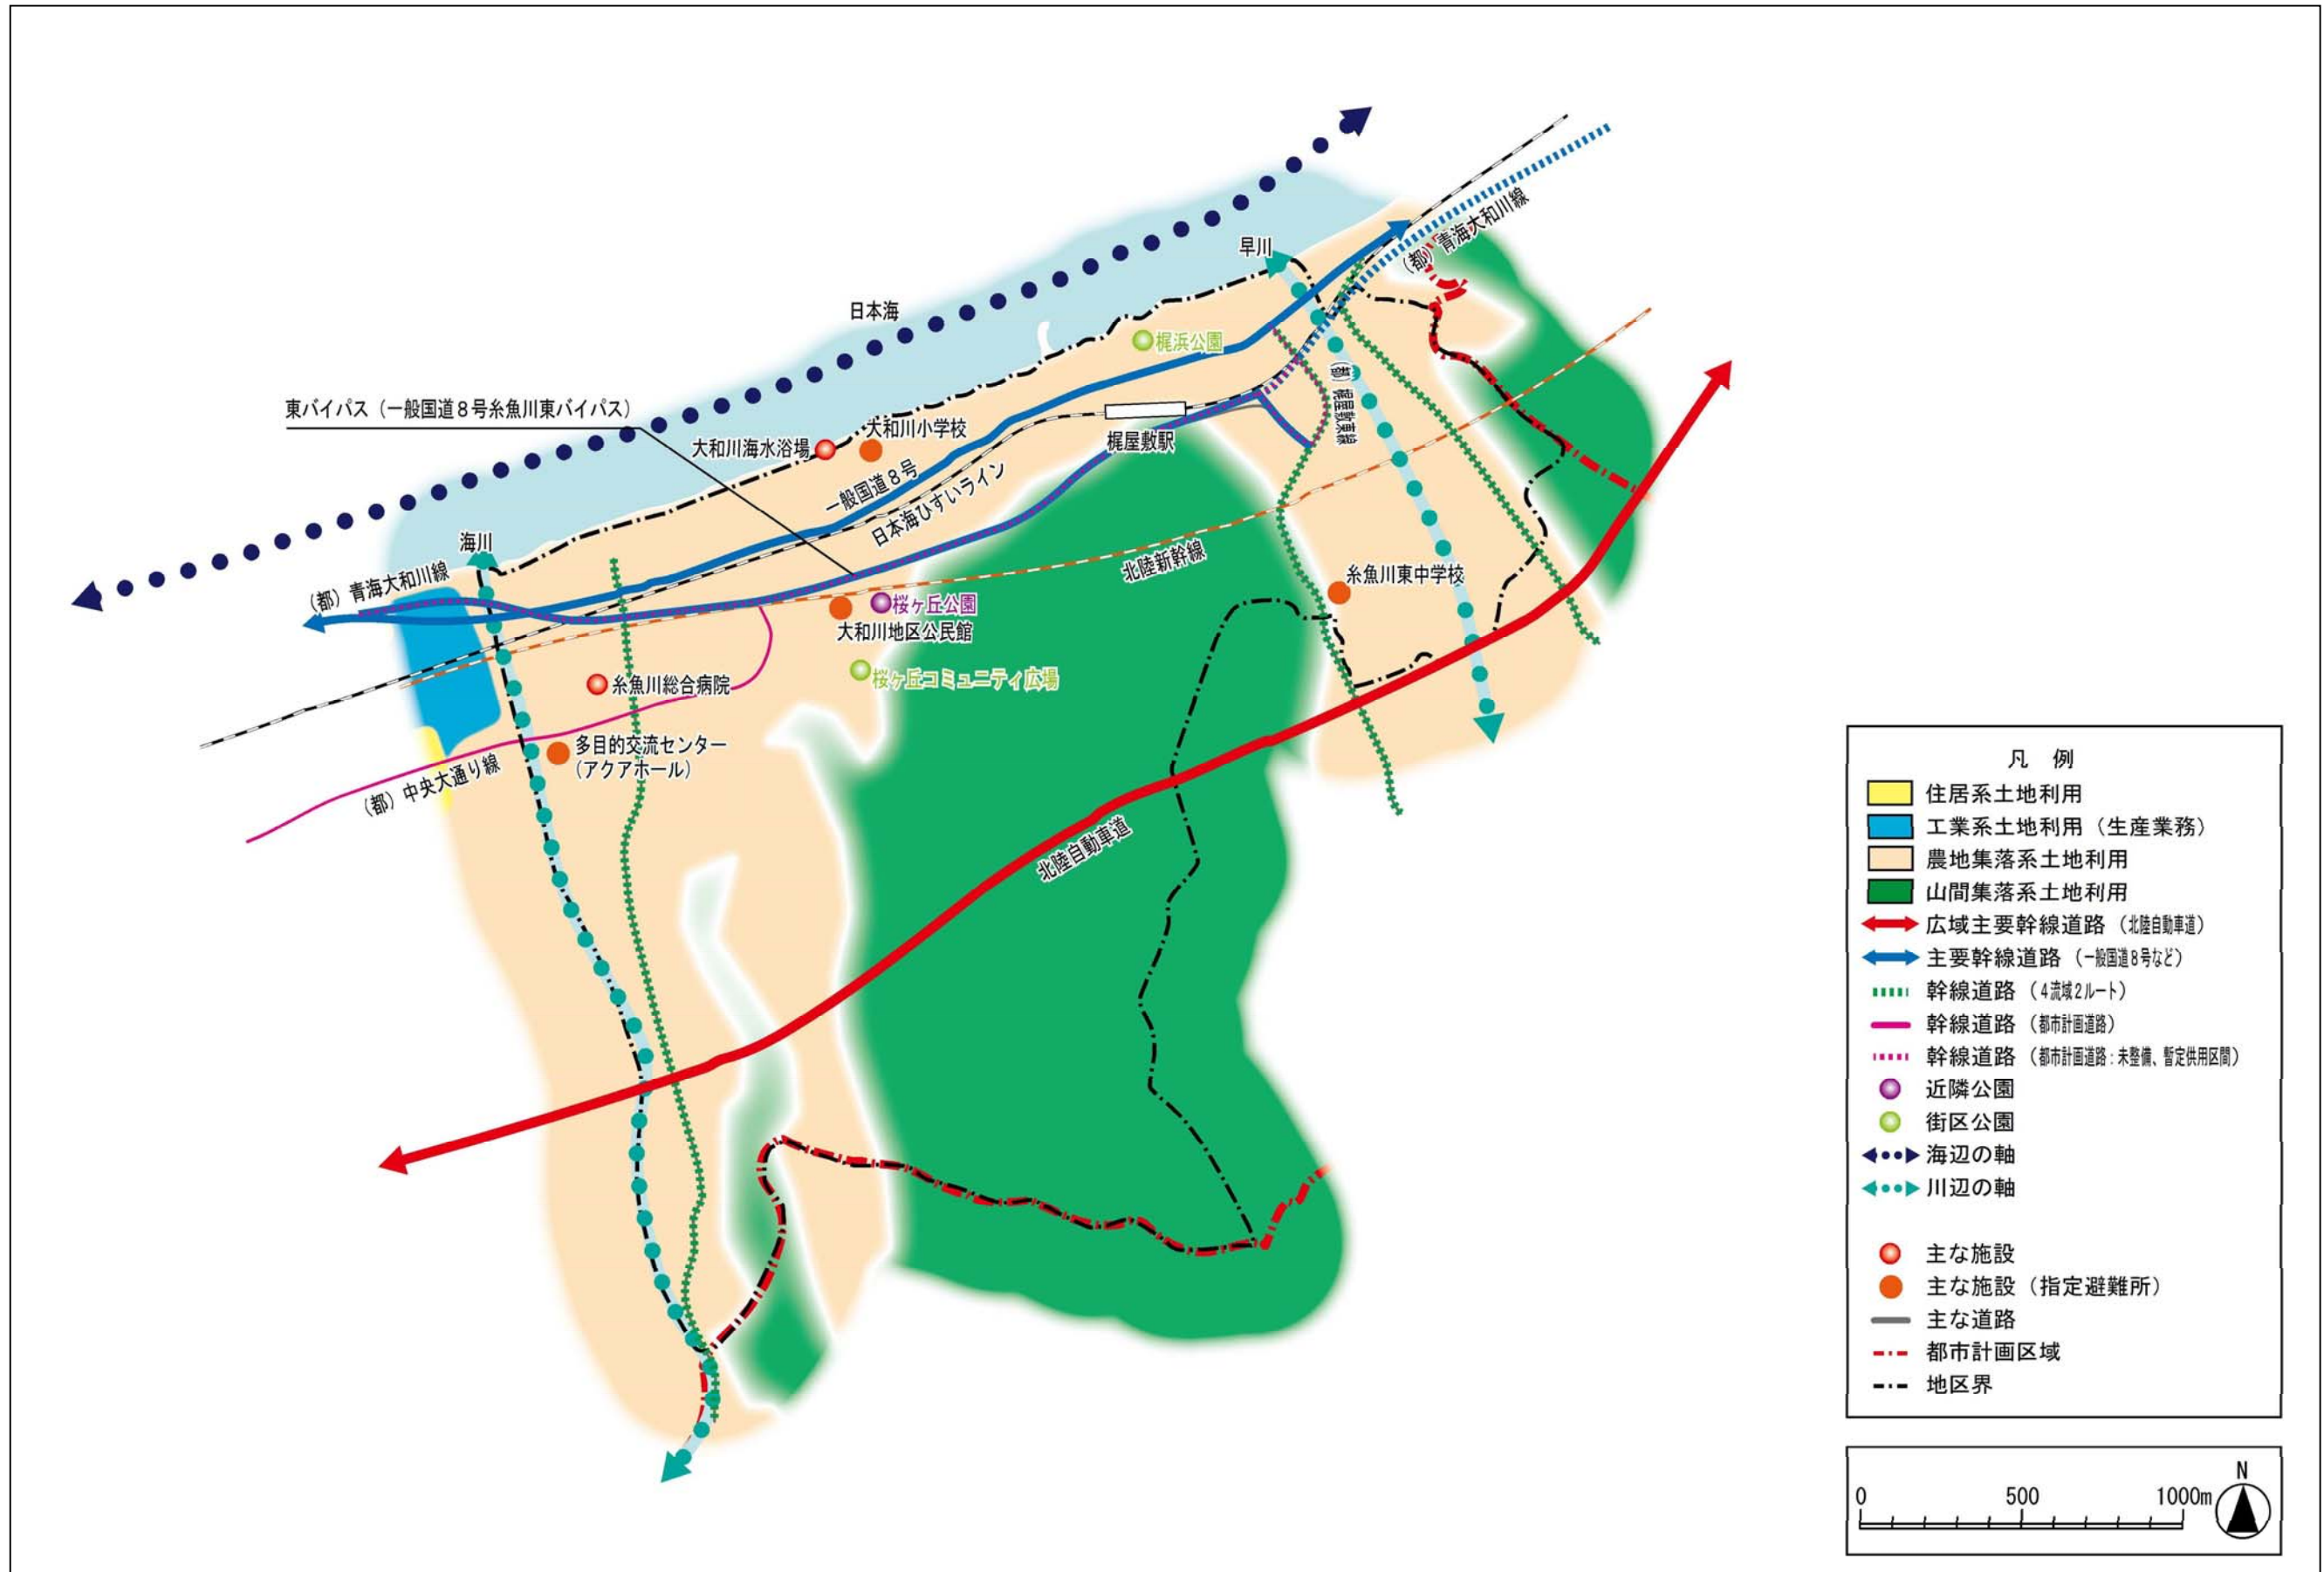 早川
(都) 青海大和川線
日本海
梶浜公園
(都) 梶屋敷東線
東バイパス (一般国道8号糸魚川東バイパス)
大和川小学校
大和川海水浴場
梶屋敷駅
一般国道8号
日本海ひすいライン
海川
北陸新幹線
糸魚川東中学校
(都) 青海大和川線
桜ヶ丘公園
大和川地区公民館
桜ヶ丘コミュニティ広場
糸魚川総合病院
多目的交流センター
(アクアホール)
(都) 中央大通り線
北陸自動車道
凡 例
住居系土地利用
工業系土地利用 (生産業務)
農地集落系土地利用
山間集落系土地利用
広域主要幹線道路 (北陸自動車道)
主要幹線道路 (一般国道8号など)
幹線道路 (4流域2ルート)
幹線道路 (都市計画道路)
幹線道路 (都市計画道路:未整備、暫定供用区間)
近隣公園
街区公園
海辺の軸
川辺の軸
主な施設
主な施設 (指定避難所)
主な道路
都市計画区域
地区界
N
0 500 1000m